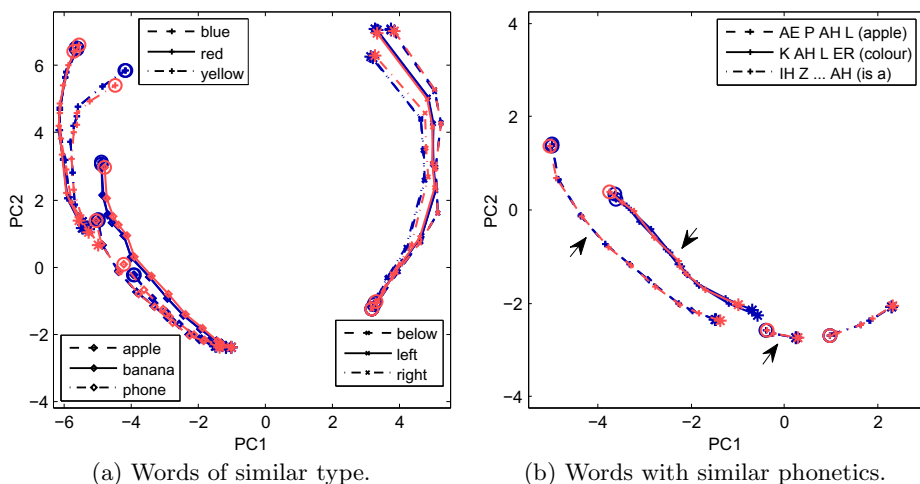 blue
red
yellow
apple
banana
phone
below
left
right
6
4
2
0
−2
−4
−6 −4 −2 0 2 4
PC2
PC1
(a) Words of similar type.
AE P AH L (apple)
K AH L ER (colour)
IH Z ... AH (is a)
4
2
0
−2
−4
−6 −4 −2 0 2
PC2
PC1
(b) Words with similar phonetics.